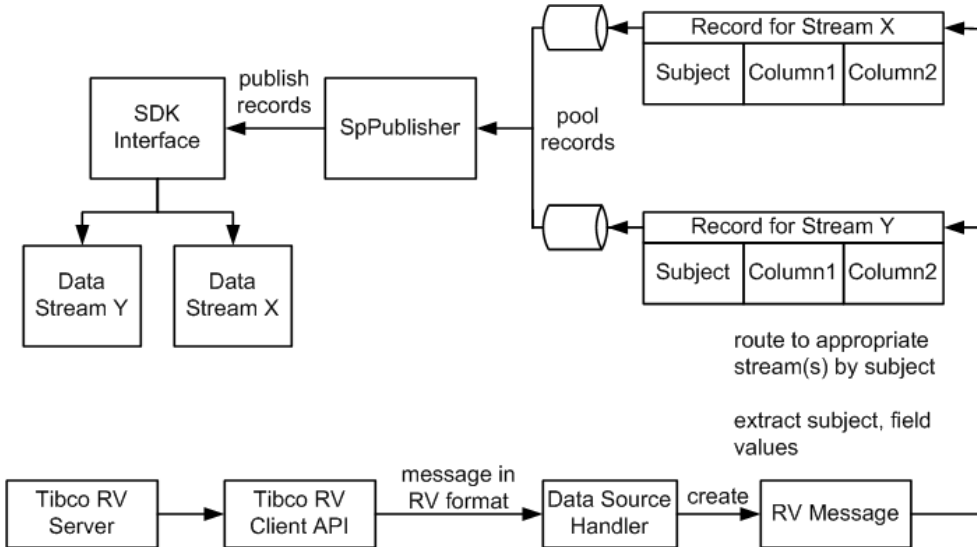 Record for Stream X
Subject
Column1
Column2
publish
records
SDK
Interface
SpPublisher
pool
records
Record for Stream Y
Subject
Column1
Column2
Data
Stream Y
Data
Stream X
route to appropriate
stream(s) by subject
extract subject, field
values
Tibco RV
Server
Tibco RV
Client API
message in
RV format
Data Source
Handler
create
RV Message